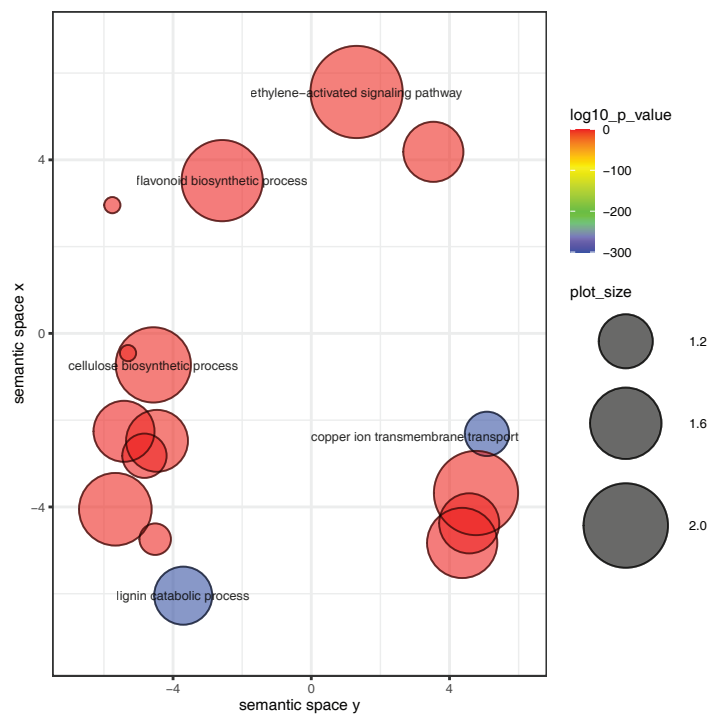 ethylene−activated signaling pathway
flavonoid biosynthetic process
cellulose biosynthetic process
copper ion transmembrane transport
lignin catabolic process
4
0
−4
−4
0
4
semantic space y
semantic space x
log10_p_value
0
−100
−200
−300
plot_size
1.2
1.6
2.0